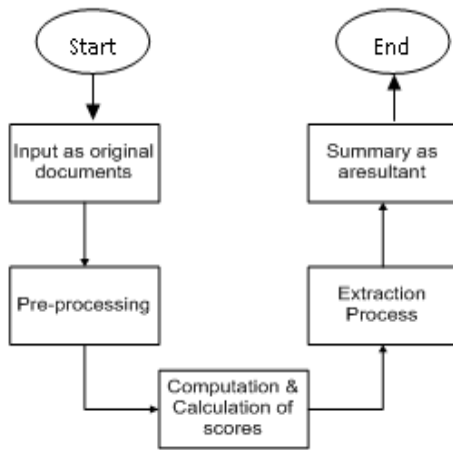 Start
Input as original
documents
Pre-processing
Computation &
Calculation of
scores
Extraction
Process
Summary as
aresultant
End